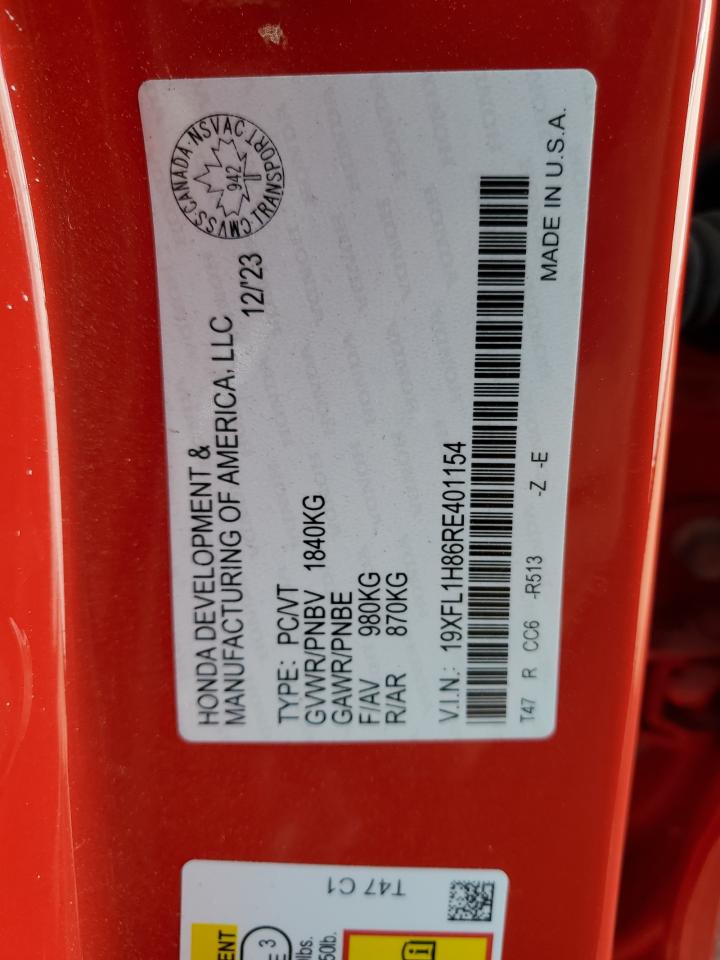 CMVSS CANADA·NSVAC TRANSPORT
942
HONDA DEVELOPMENT &
MANUFACTURING OF AMERICA, LLC
12/'23
TYPE: PC/VT
GVWR/PNBV 1840KG
GAWR/PNBE
F/AV 980KG
R/AR 870KG
V.I.N.: 19XFL1H86RE401154
T47 R CC6 -R513 -Z -E
MADE IN U.S.A.
T47 C1